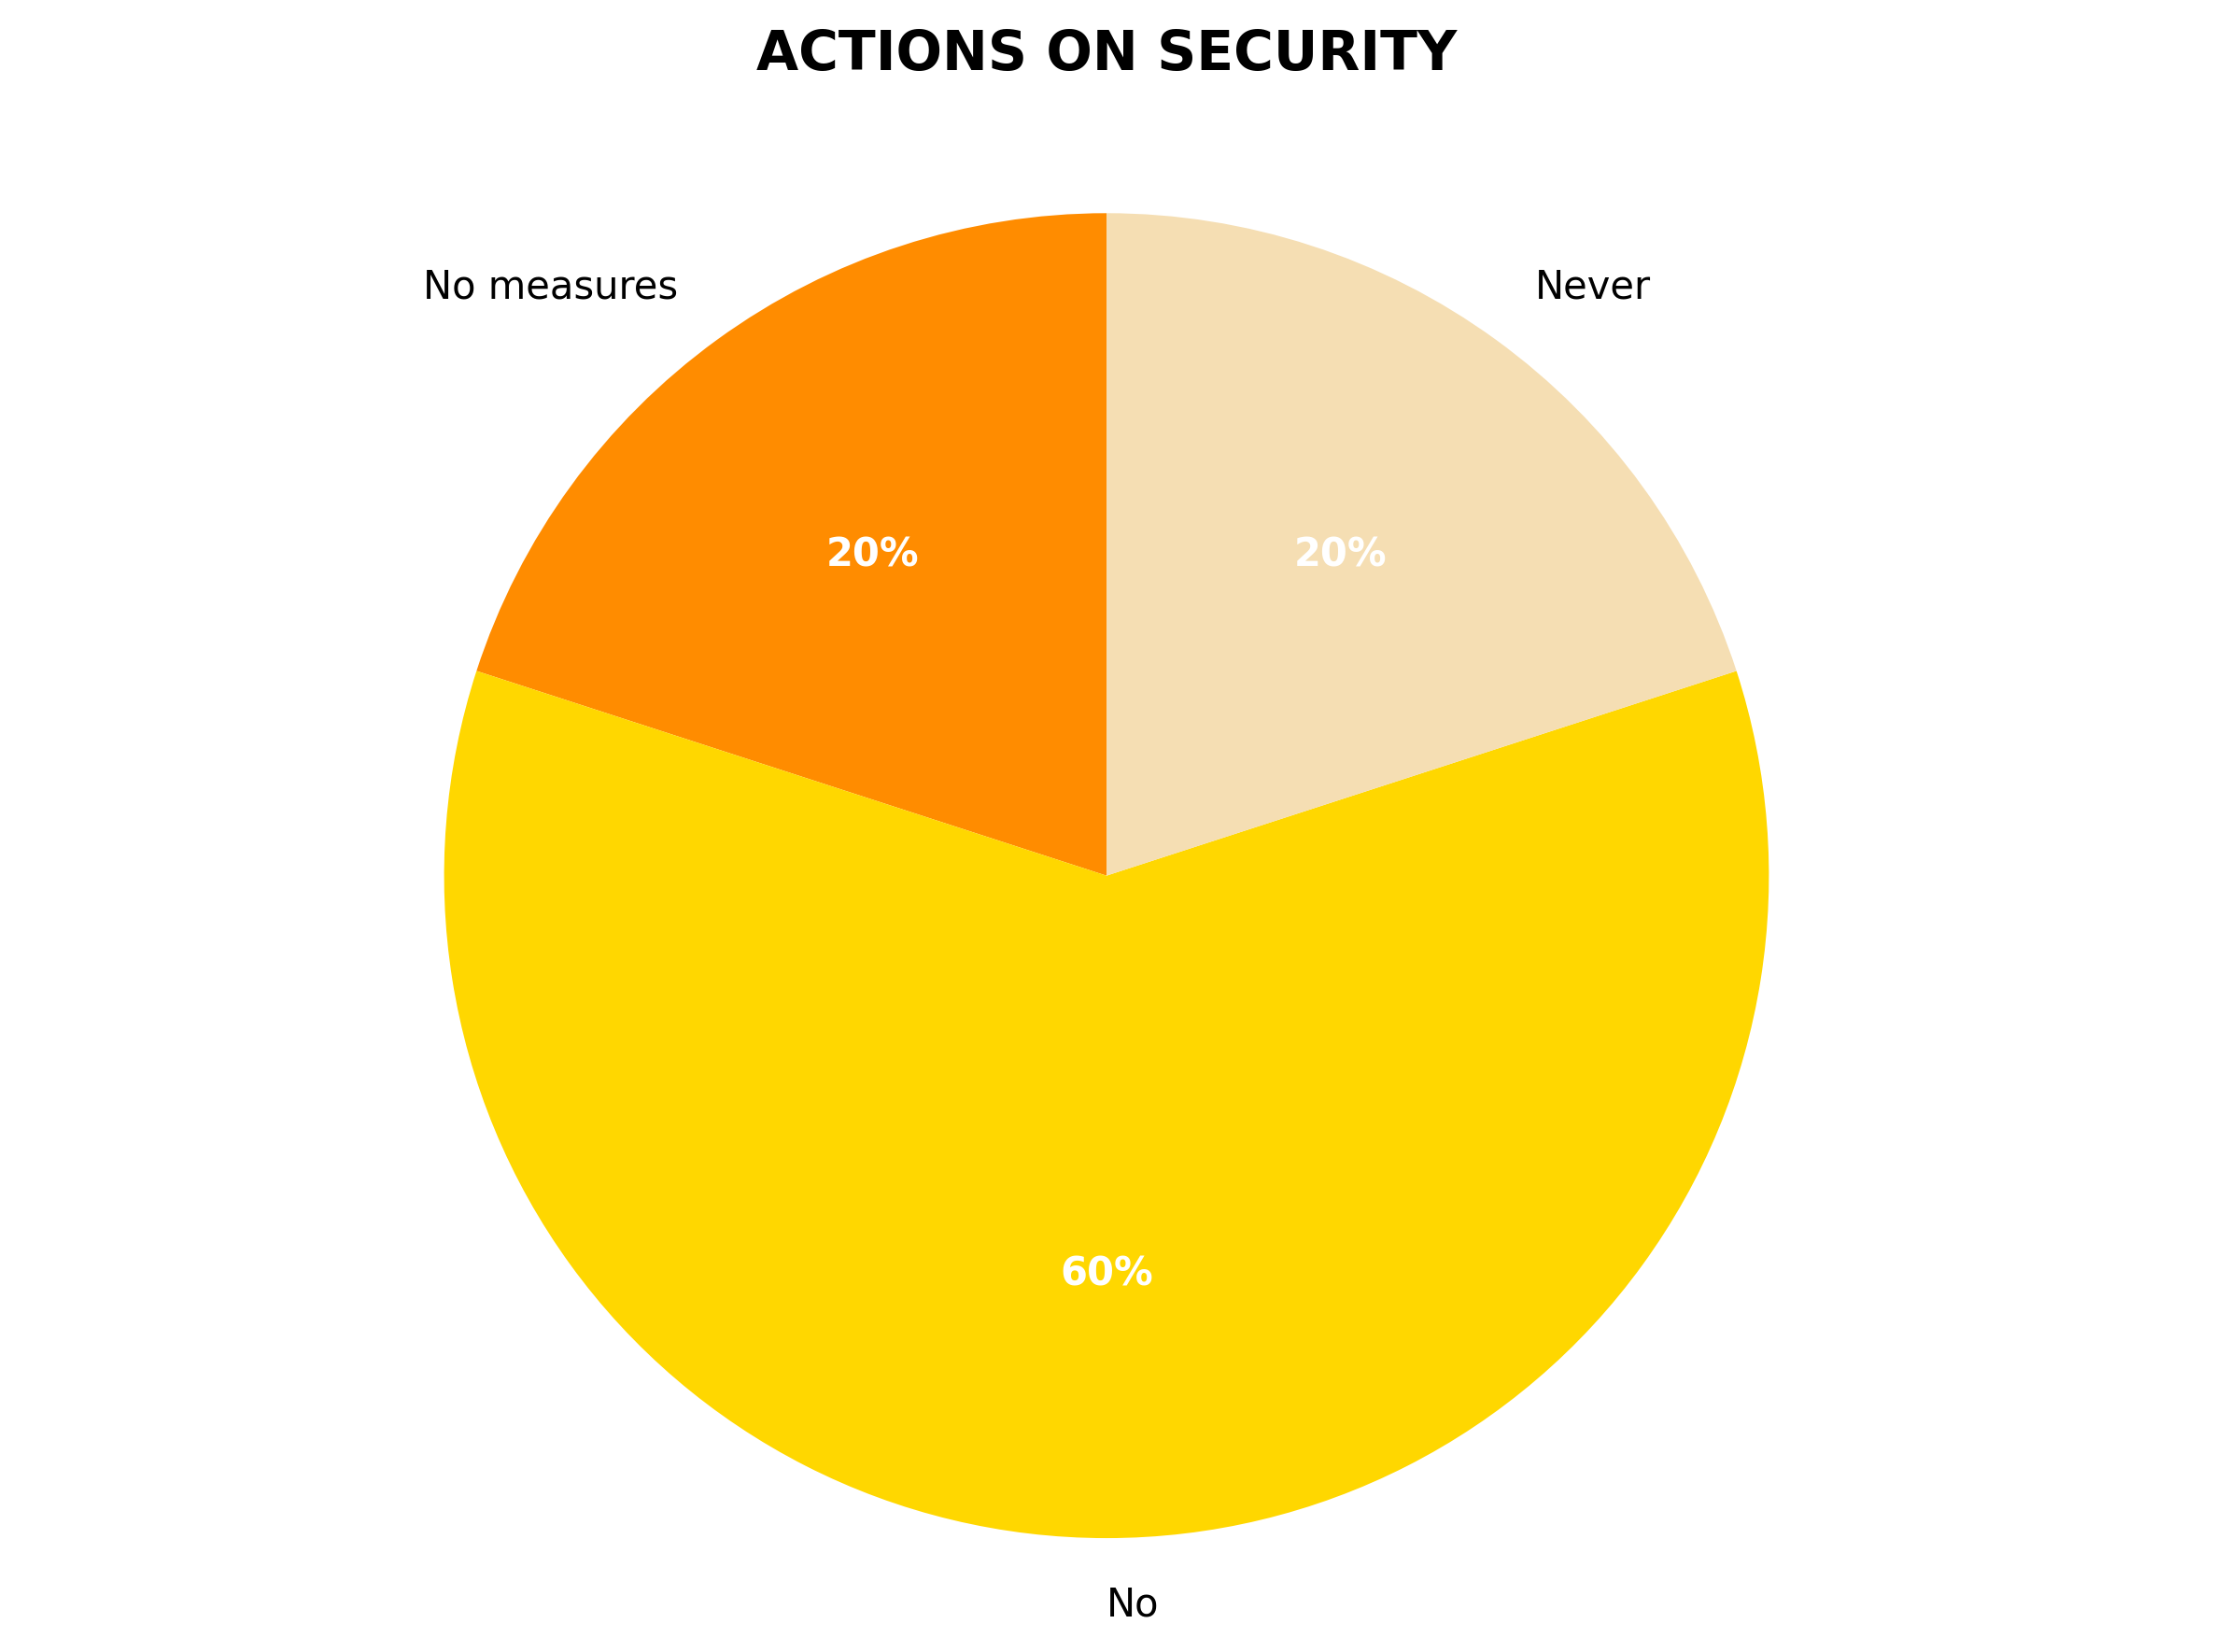 ACTIONS ON SECURITY
No measures
Never
20%
20%
60%
No